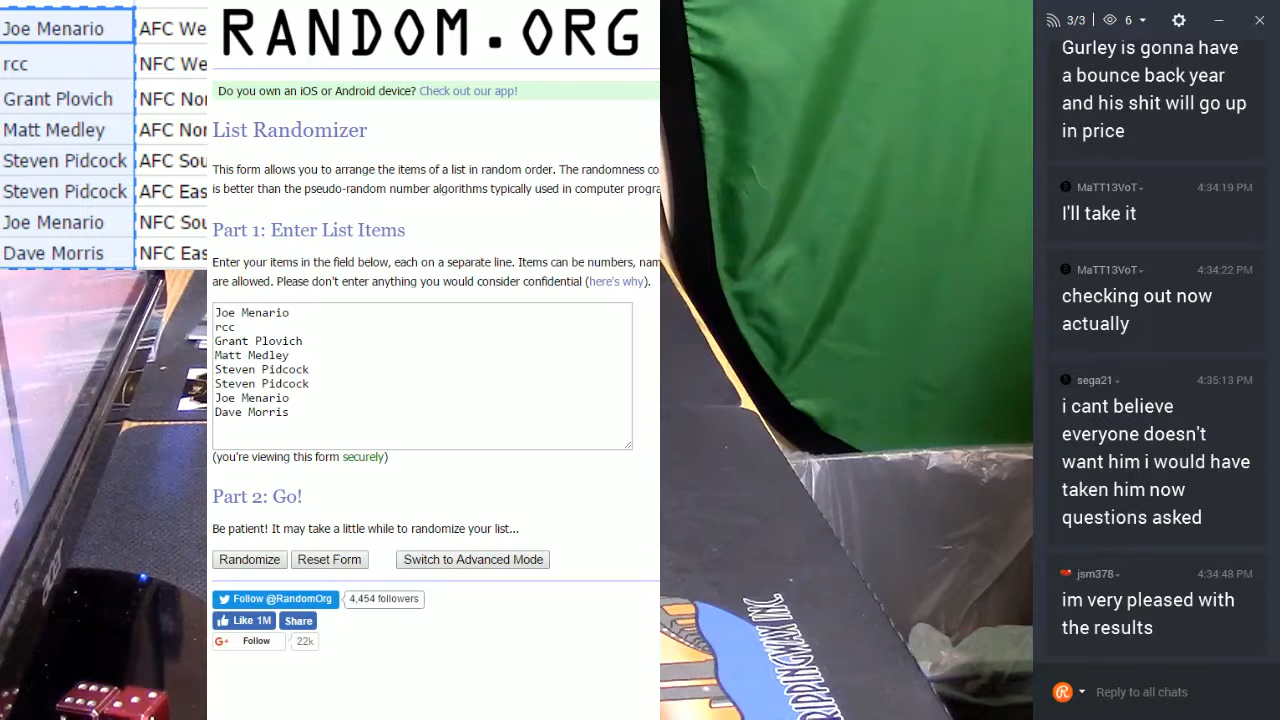 Joe Menario AFC We
rcc NFC We
Grant Plovich NFC Nor
Matt Medley AFC Nor
Steven Pidcock AFC Sou
Steven Pidcock AFC Eas
Joe Menario NFC Sou
Dave Morris NFC Eas
RANDOM.ORG
Do you own an iOS or Android device? Check out our app!
List Randomizer
This form allows you to arrange the items of a list in random order. The randomness co
is better than the pseudo-random number algorithms typically used in computer progra
Part 1: Enter List Items
Enter your items in the field below, each on a separate line. Items can be numbers, nam
are allowed. Please don't enter anything you would consider confidential (here's why).
Joe Menario
rcc
Grant Plovich
Matt Medley
Steven Pidcock
Steven Pidcock
Joe Menario
Dave Morris
(you're viewing this form securely)
Part 2: Go!
Be patient! It may take a little while to randomize your list...
Randomize Reset Form Switch to Advanced Mode
Follow @RandomOrg 4,454 followers
Like 1M Share
G+ Follow 22k
RIPPINGWAX INC
3/3 6
Gurley is gonna have
a bounce back year
and his shit will go up
in price
MaTT13VoT 4:34:19 PM
I'll take it
MaTT13VoT 4:34:22 PM
checking out now
actually
sega21 4:35:13 PM
i cant believe
everyone doesn't
want him i would have
taken him now
questions asked
jsm378 4:34:48 PM
im very pleased with
the results
Reply to all chats